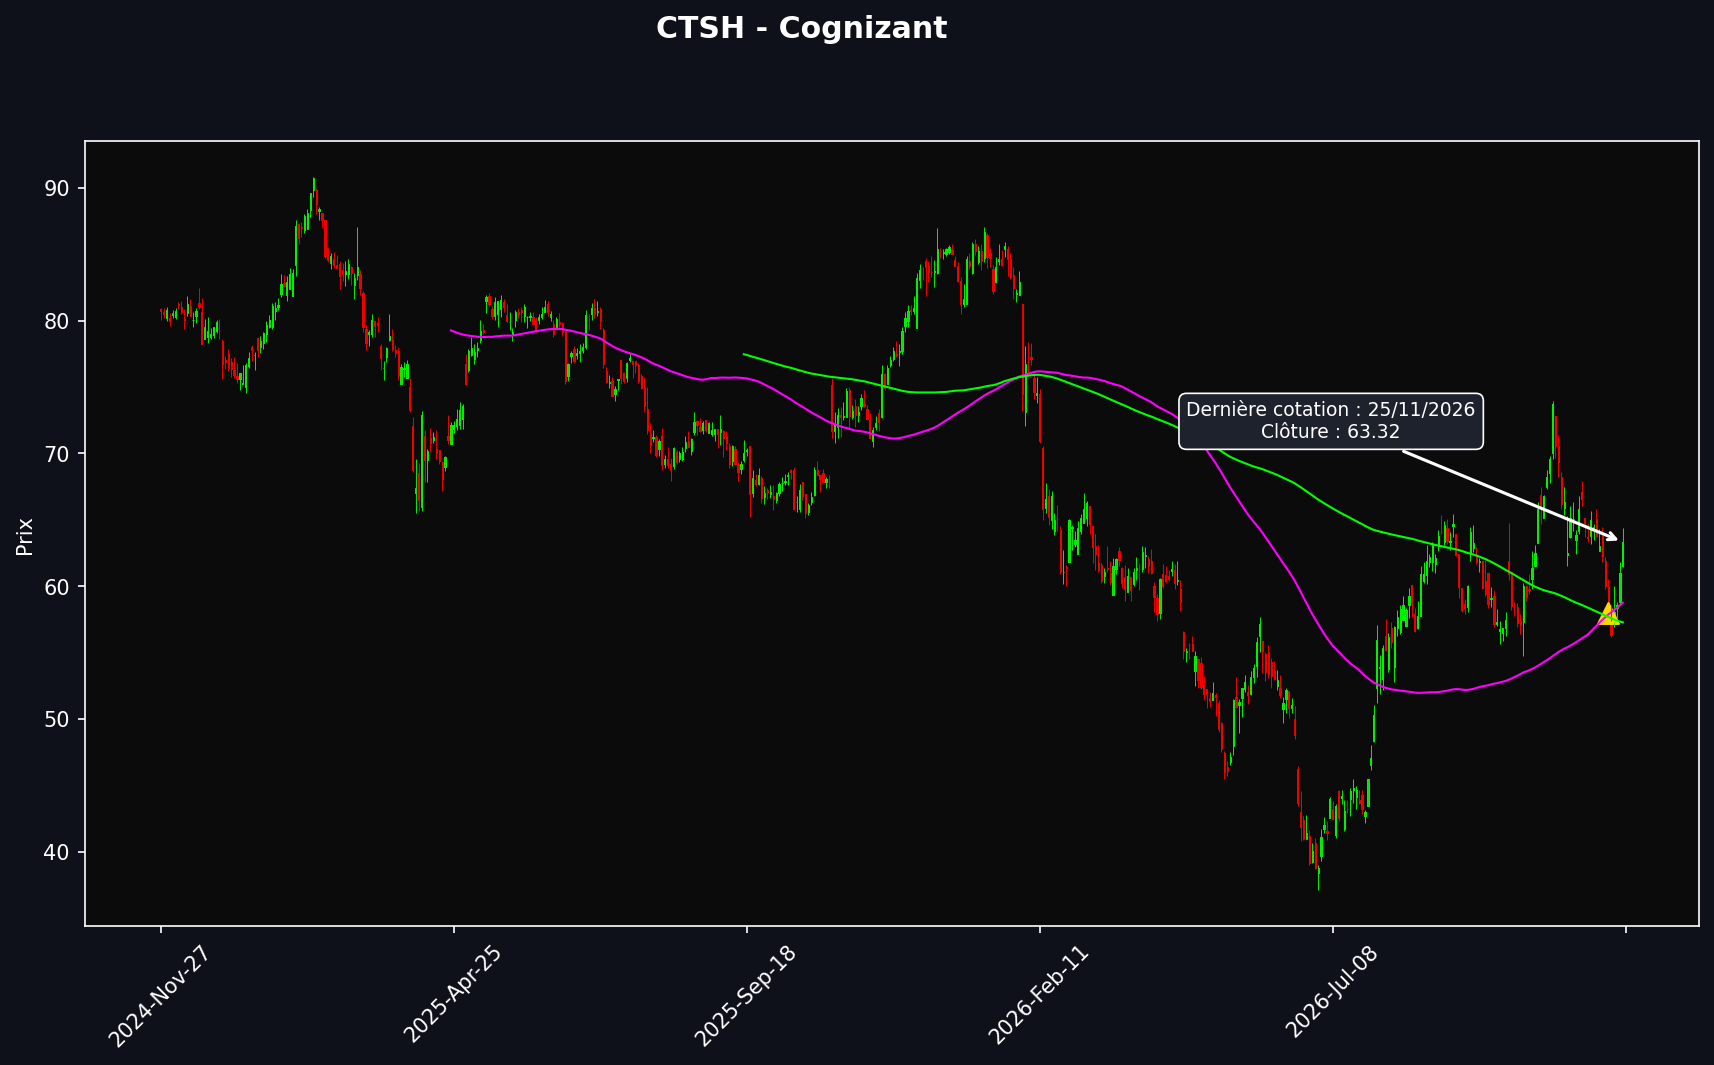 CTSH - Cognizant
Prix
90
80
70
60
50
40
Dernière cotation : 25/11/2026
Clôture : 63.32
2024-Nov-27
2025-Apr-25
2025-Sep-18
2026-Feb-11
2026-Jul-08